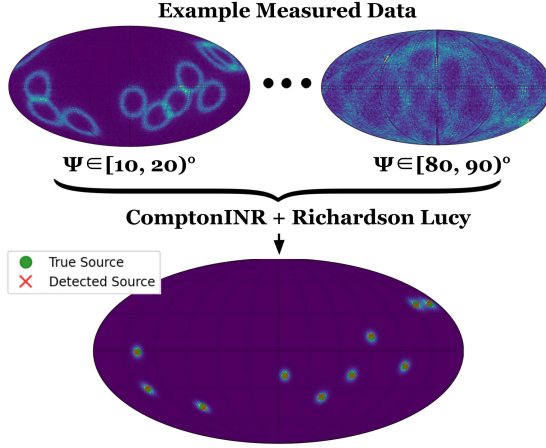 Example Measured Data
Ψ∈[10, 20)° Ψ∈[80, 90)°
ComptonINR + Richardson Lucy
True Source
Detected Source